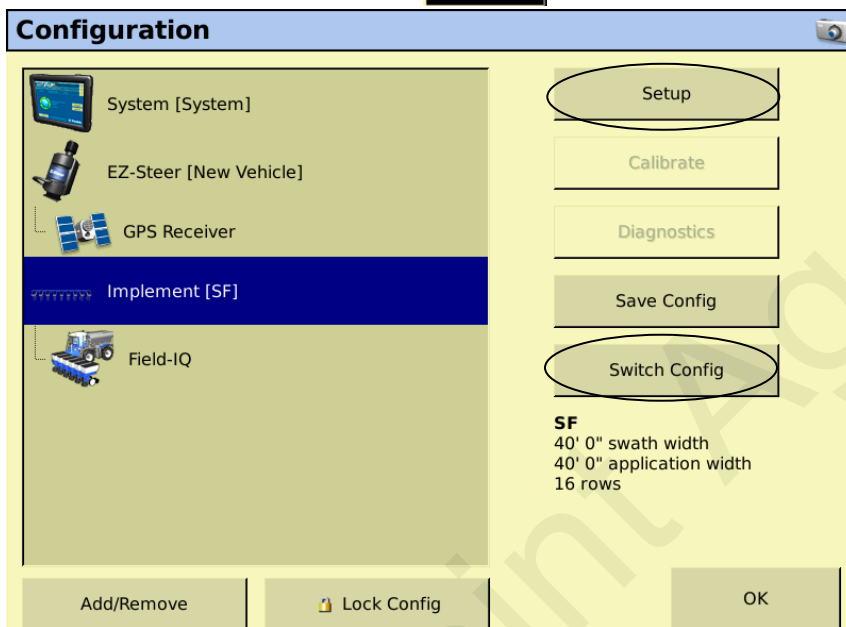 Configuration
System [System]
EZ-Steer [New Vehicle]
GPS Receiver
Implement [SF]
Field-IQ
Setup
Calibrate
Diagnostics
Save Config
Switch Config
SF
40' 0" swath width
40' 0" application width
16 rows
Add/Remove
Lock Config
OK